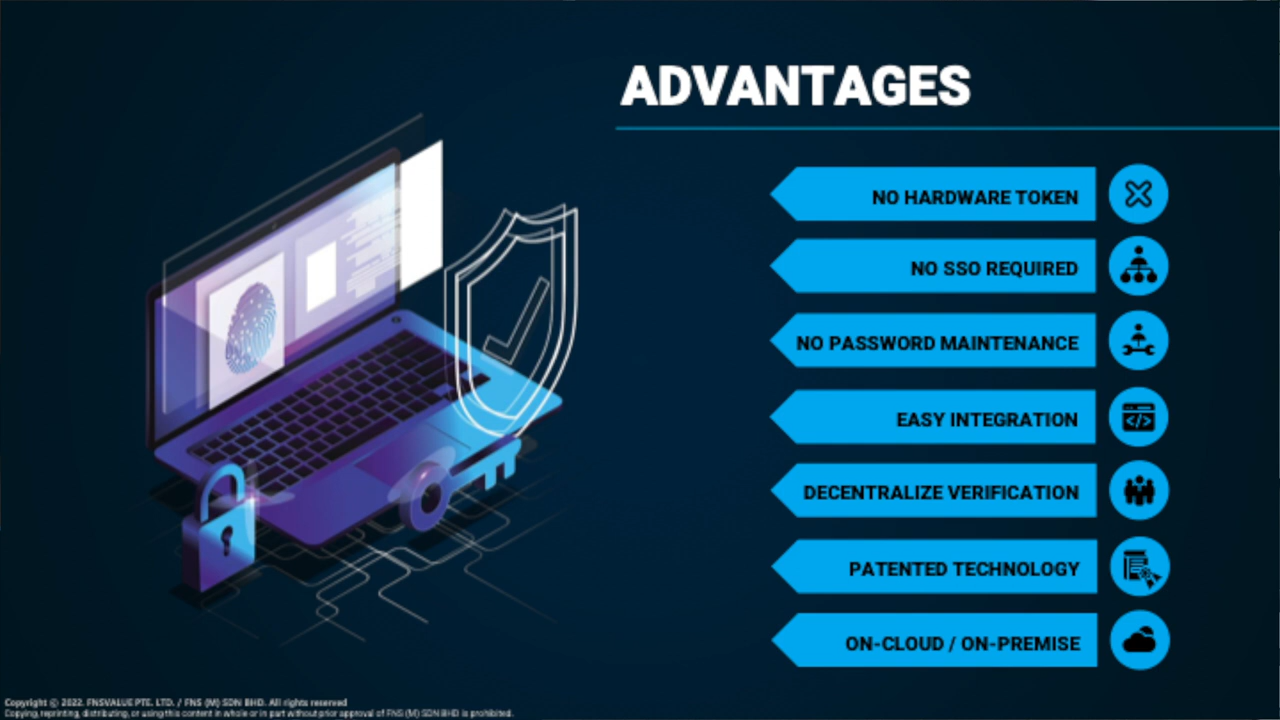 ADVANTAGES
NO HARDWARE TOKEN
NO SSO REQUIRED
NO PASSWORD MAINTENANCE
EASY INTEGRATION
DECENTRALIZE VERIFICATION
PATENTED TECHNOLOGY
ON-CLOUD / ON-PREMISE
Copyright © 2022. FNSVALUE PTE. LTD. / FNS (M) SDN BHD. All rights reserved
Copying, reprinting, distributing, or using this content in whole or in part without prior approval of FNS (M) SDN BHD is prohibited.